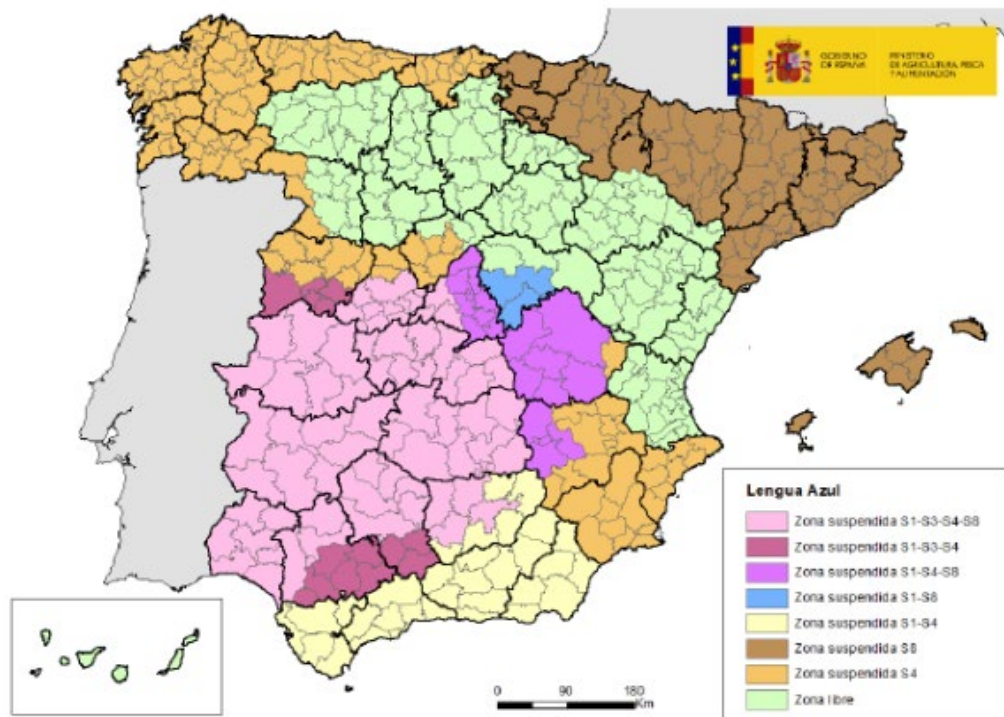 GOBIERNO
DE ESPAÑA
MINISTERIO
DE AGRICULTURA, PESCA
Y ALIMENTACIÓN
Lengua Azul
Zona suspendida S1-S3-S4-S8
Zona suspendida S1-S3-S4
Zona suspendida S1-S4-S8
Zona suspendida S1-S8
Zona suspendida S1-S4
Zona suspendida S8
Zona suspendida S4
Zona libre
0 90 180
Km